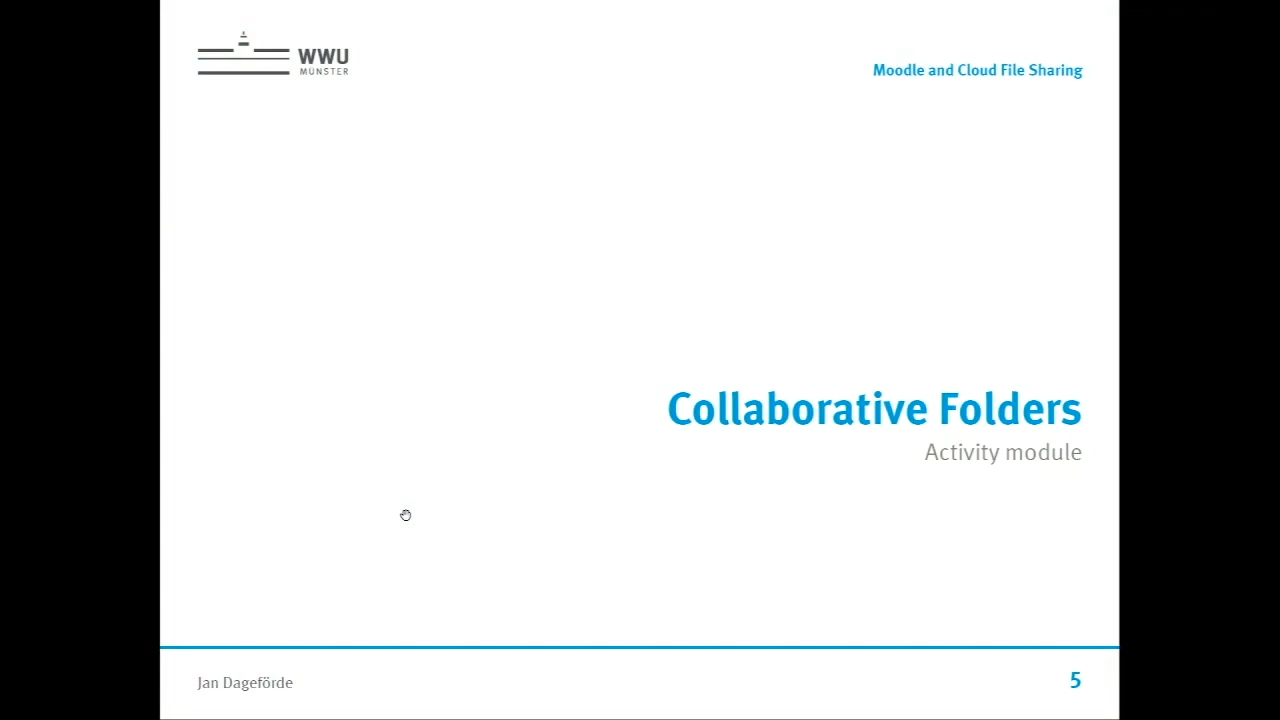 WWU
MÜNSTER
Moodle and Cloud File Sharing
Collaborative Folders
Activity module
Jan Dageförde
5